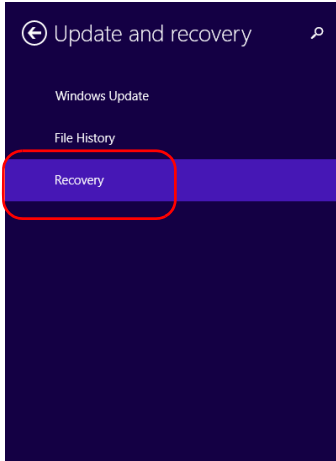 Update and recovery
Windows Update
File History
Recovery